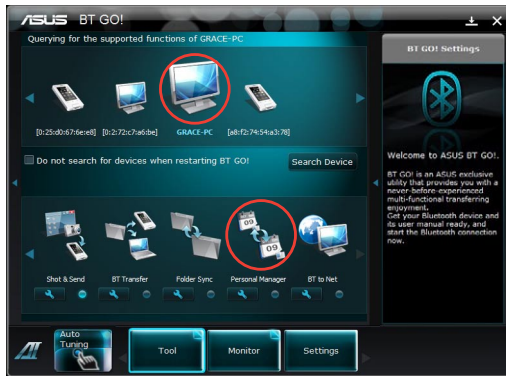 ASUS BT GO!
Querying for the supported functions of GRACE-PC
[0:25:d0:67:6e:e8] [0:2:72:c7:a6:be] GRACE-PC [a8:f2:74:54:a3:78]
Do not search for devices when restarting BT GO! Search Device
09
09
Shot & Send BT Transfer Folder Sync Personal Manager BT to Net
BT GO! Settings
Welcome to ASUS BT GO!.
BT GO! is an ASUS exclusive
utility that provides you with a
never-before-experienced
multi-functional transferring
enjoyment.
Get your Bluetooth device and
its user manual ready, and
start the Bluetooth connection
now.
AI
Auto
Tuning
Tool Monitor Settings